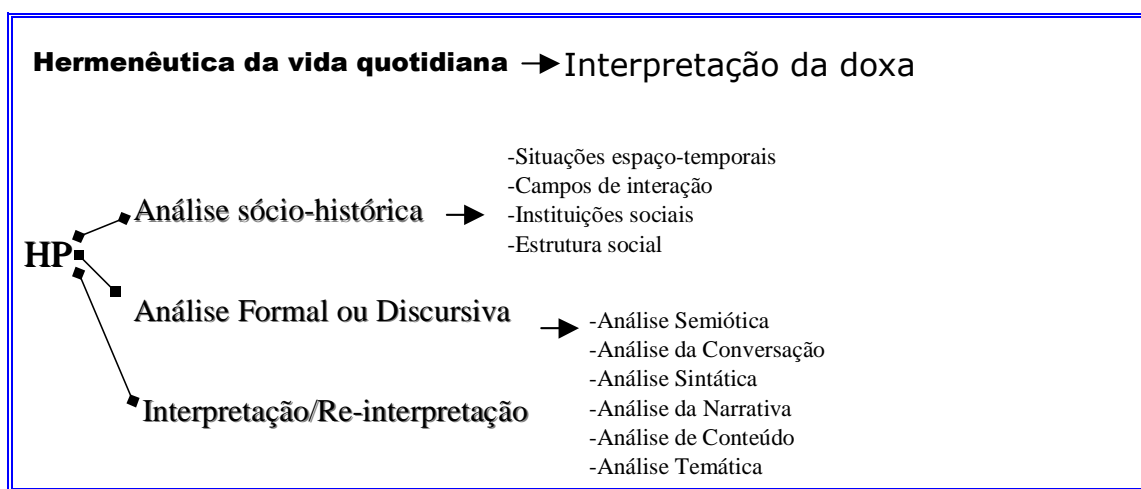 Hermenêutica da vida quotidiana Interpretação da doxa
-Situações espaço-temporais
-Campos de interação
Análise sócio-histórica
-Instituições sociais
-Estrutura social
HP
Análise Formal ou Discursiva
-Análise Semiótica
-Análise da Conversação
-Análise Sintática
Interpretação/Re-interpretação
-Análise da Narrativa
-Análise de Conteúdo
-Análise Temática